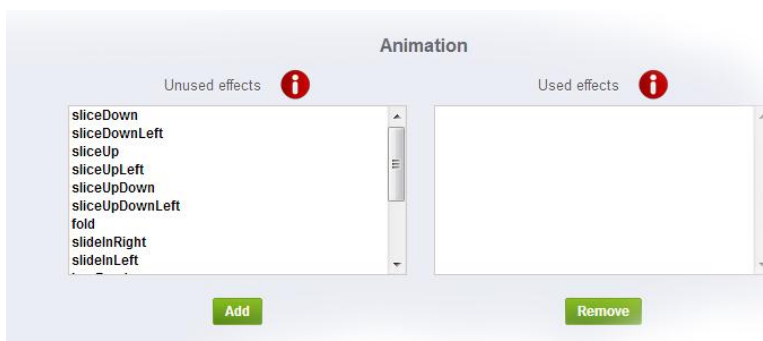 Animation
Unused effects
Used effects
sliceDown
sliceDownLeft
sliceUp
sliceUpLeft
sliceUpDown
sliceUpDownLeft
fold
slideInRight
slideInLeft
Add
Remove